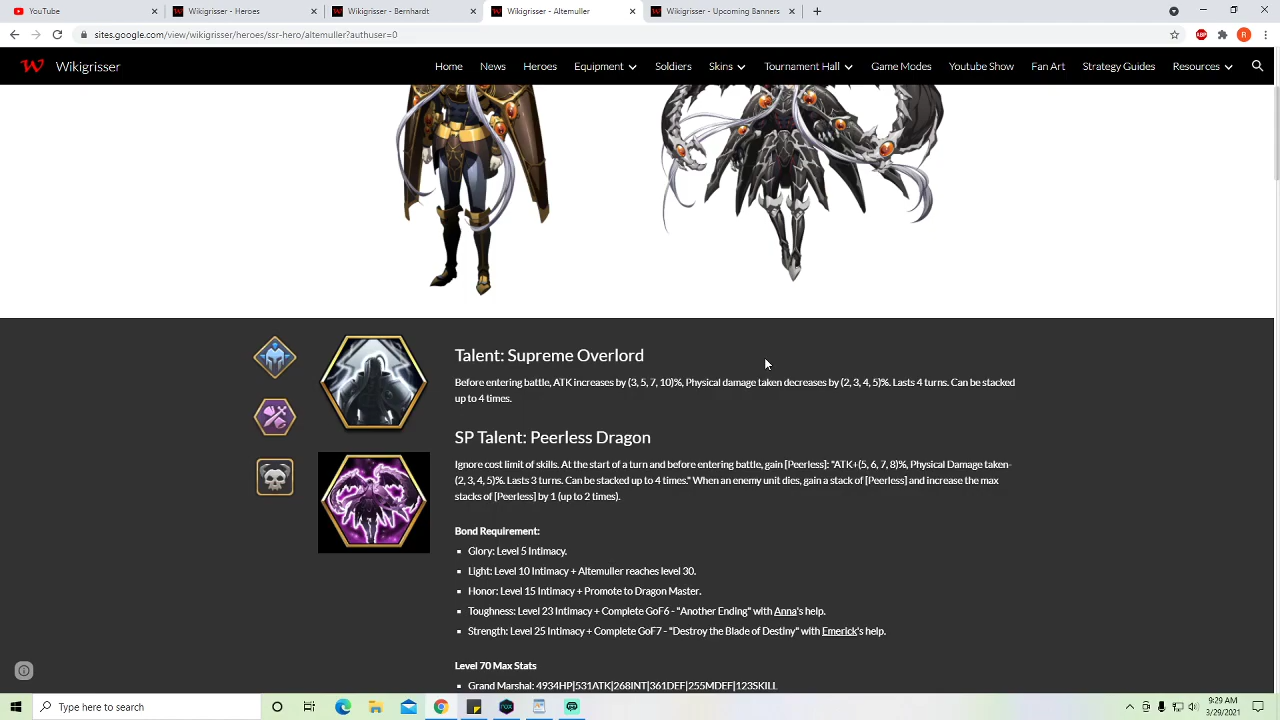 YouTube
Wikigrisser - Heroes
Wikigrisser - Bernhardt
Wikigrisser - Altemuller
Wikigrisser - Upcoming Banners
sites.google.com/view/wikigrisser/heroes/ssr-hero/altemuller?authuser=0
ABP
R
W Wikigrisser
Home News Heroes Equipment Soldiers Skins Tournament Hall Game Modes Youtube Show Fan Art Strategy Guides Resources
Talent: Supreme Overlord
Before entering battle, ATK increases by (3, 5, 7, 10)%, Physical damage taken decreases by (2, 3, 4, 5)%. Lasts 4 turns. Can be stacked
up to 4 times.
SP Talent: Peerless Dragon
Ignore cost limit of skills. At the start of a turn and before entering battle, gain [Peerless]: "ATK+(5, 6, 7, 8)%, Physical Damage taken-
(2, 3, 4, 5)%. Lasts 3 turns. Can be stacked up to 4 times." When an enemy unit dies, gain a stack of [Peerless] and increase the max
stacks of [Peerless] by 1 (up to 2 times).
Bond Requirement:
Glory: Level 5 Intimacy.
Light: Level 10 Intimacy + Altemuller reaches level 30.
Honor: Level 15 Intimacy + Promote to Dragon Master.
Toughness: Level 23 Intimacy + Complete GoF6 - "Another Ending" with Anna's help.
Strength: Level 25 Intimacy + Complete GoF7 - "Destroy the Blade of Destiny" with Emerick's help.
Level 70 Max Stats
Grand Marshal: 4934HP|531ATK|268INT|361DEF|255MDEF|123SKILL
Type here to search
nox
9:29 AM
3/29/2021